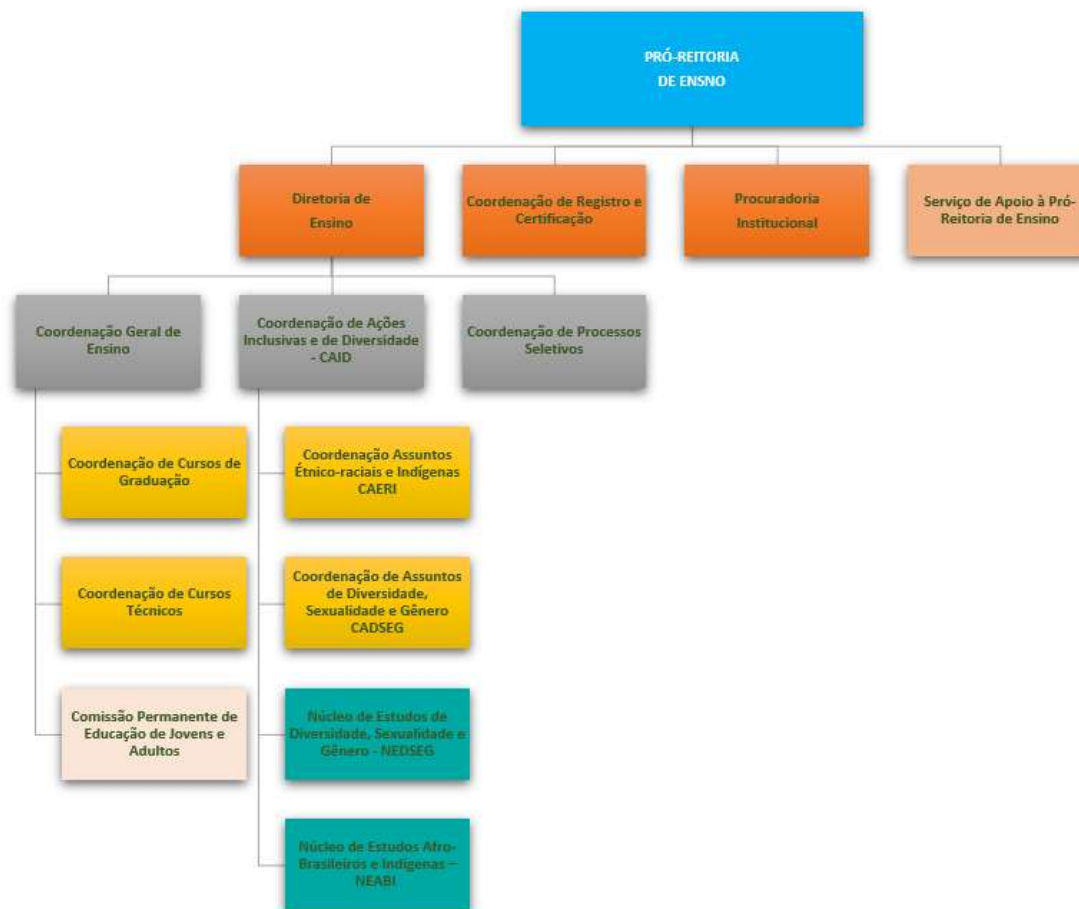 PRÓ-REITORIA
DE ENSNO
Diretoria de
Ensino
Coordenação de Registro e
Certificação
Procuradoria
Institucional
Serviço de Apoio à Pró-
Reitoria de Ensino
Coordenação Geral de
Ensino
Coordenação de Ações
Inclusivas e de Diversidade
- CAID
Coordenação de Processos
Seletivos
Coordenação de Cursos de
Graduação
Coordenação Assuntos
Étnico-raciais e Indígenas
CAERI
Coordenação de Cursos
Técnicos
Coordenação de Assuntos
de Diversidade,
Sexualidade e Gênero
CADSEG
Comissão Permanente de
Educação de Jovens e
Adultos
Núcleo de Estudos de
Diversidade, Sexualidade e
Gênero - NEDSEG
Núcleo de Estudos Afro-
Brasileiros e Indígenas –
NEABI